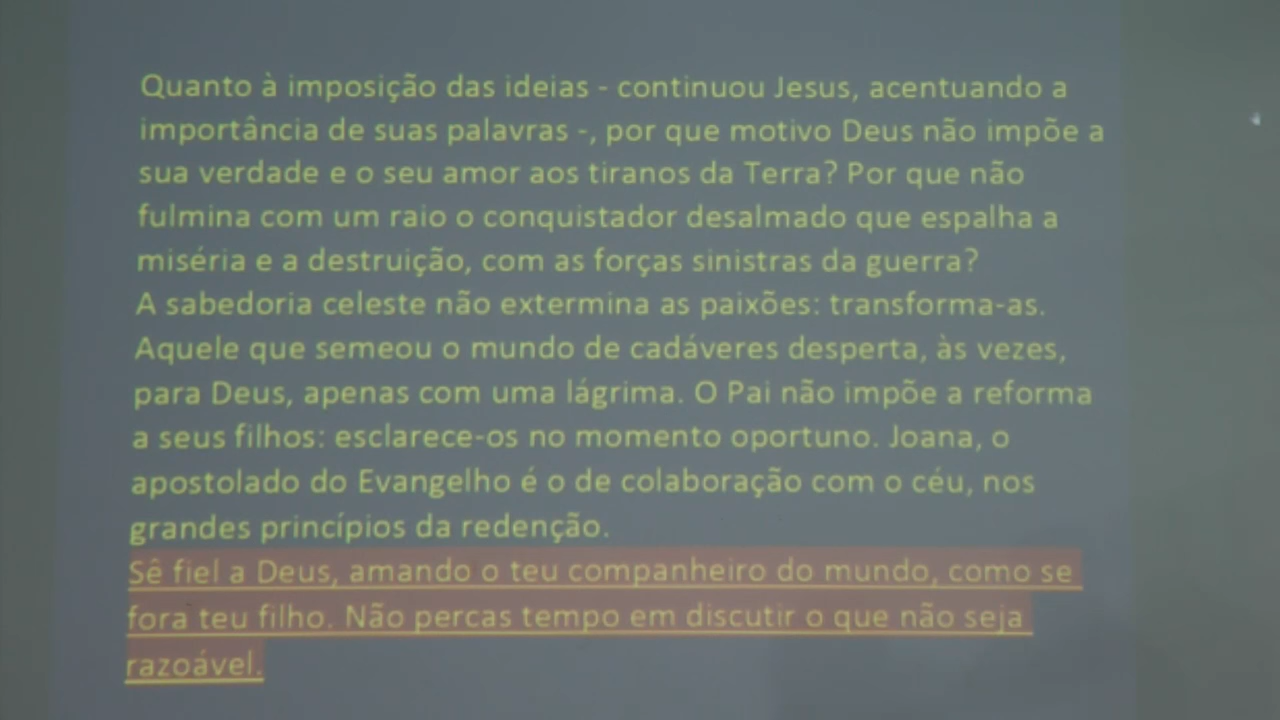 Quanto à imposição das ideias - continuou Jesus, acentuando a
importância de suas palavras -, por que motivo Deus não impõe a
sua verdade e o seu amor aos tiranos da Terra? Por que não
fulmina com um raio o conquistador desalmado que espalha a
miséria e a destruição, com as forças sinistras da guerra?
A sabedoria celeste não extermina as paixões: transforma-as.
Aquele que semeou o mundo de cadáveres desperta, às vezes,
para Deus, apenas com uma lágrima. O Pai não impõe a reforma
a seus filhos: esclarece-os no momento oportuno. Joana, o
apostolado do Evangelho é o de colaboração com o céu, nos
grandes princípios da redenção.
Sê fiel a Deus, amando o teu companheiro do mundo, como se
fora teu filho. Não percas tempo em discutir o que não seja
razoável.